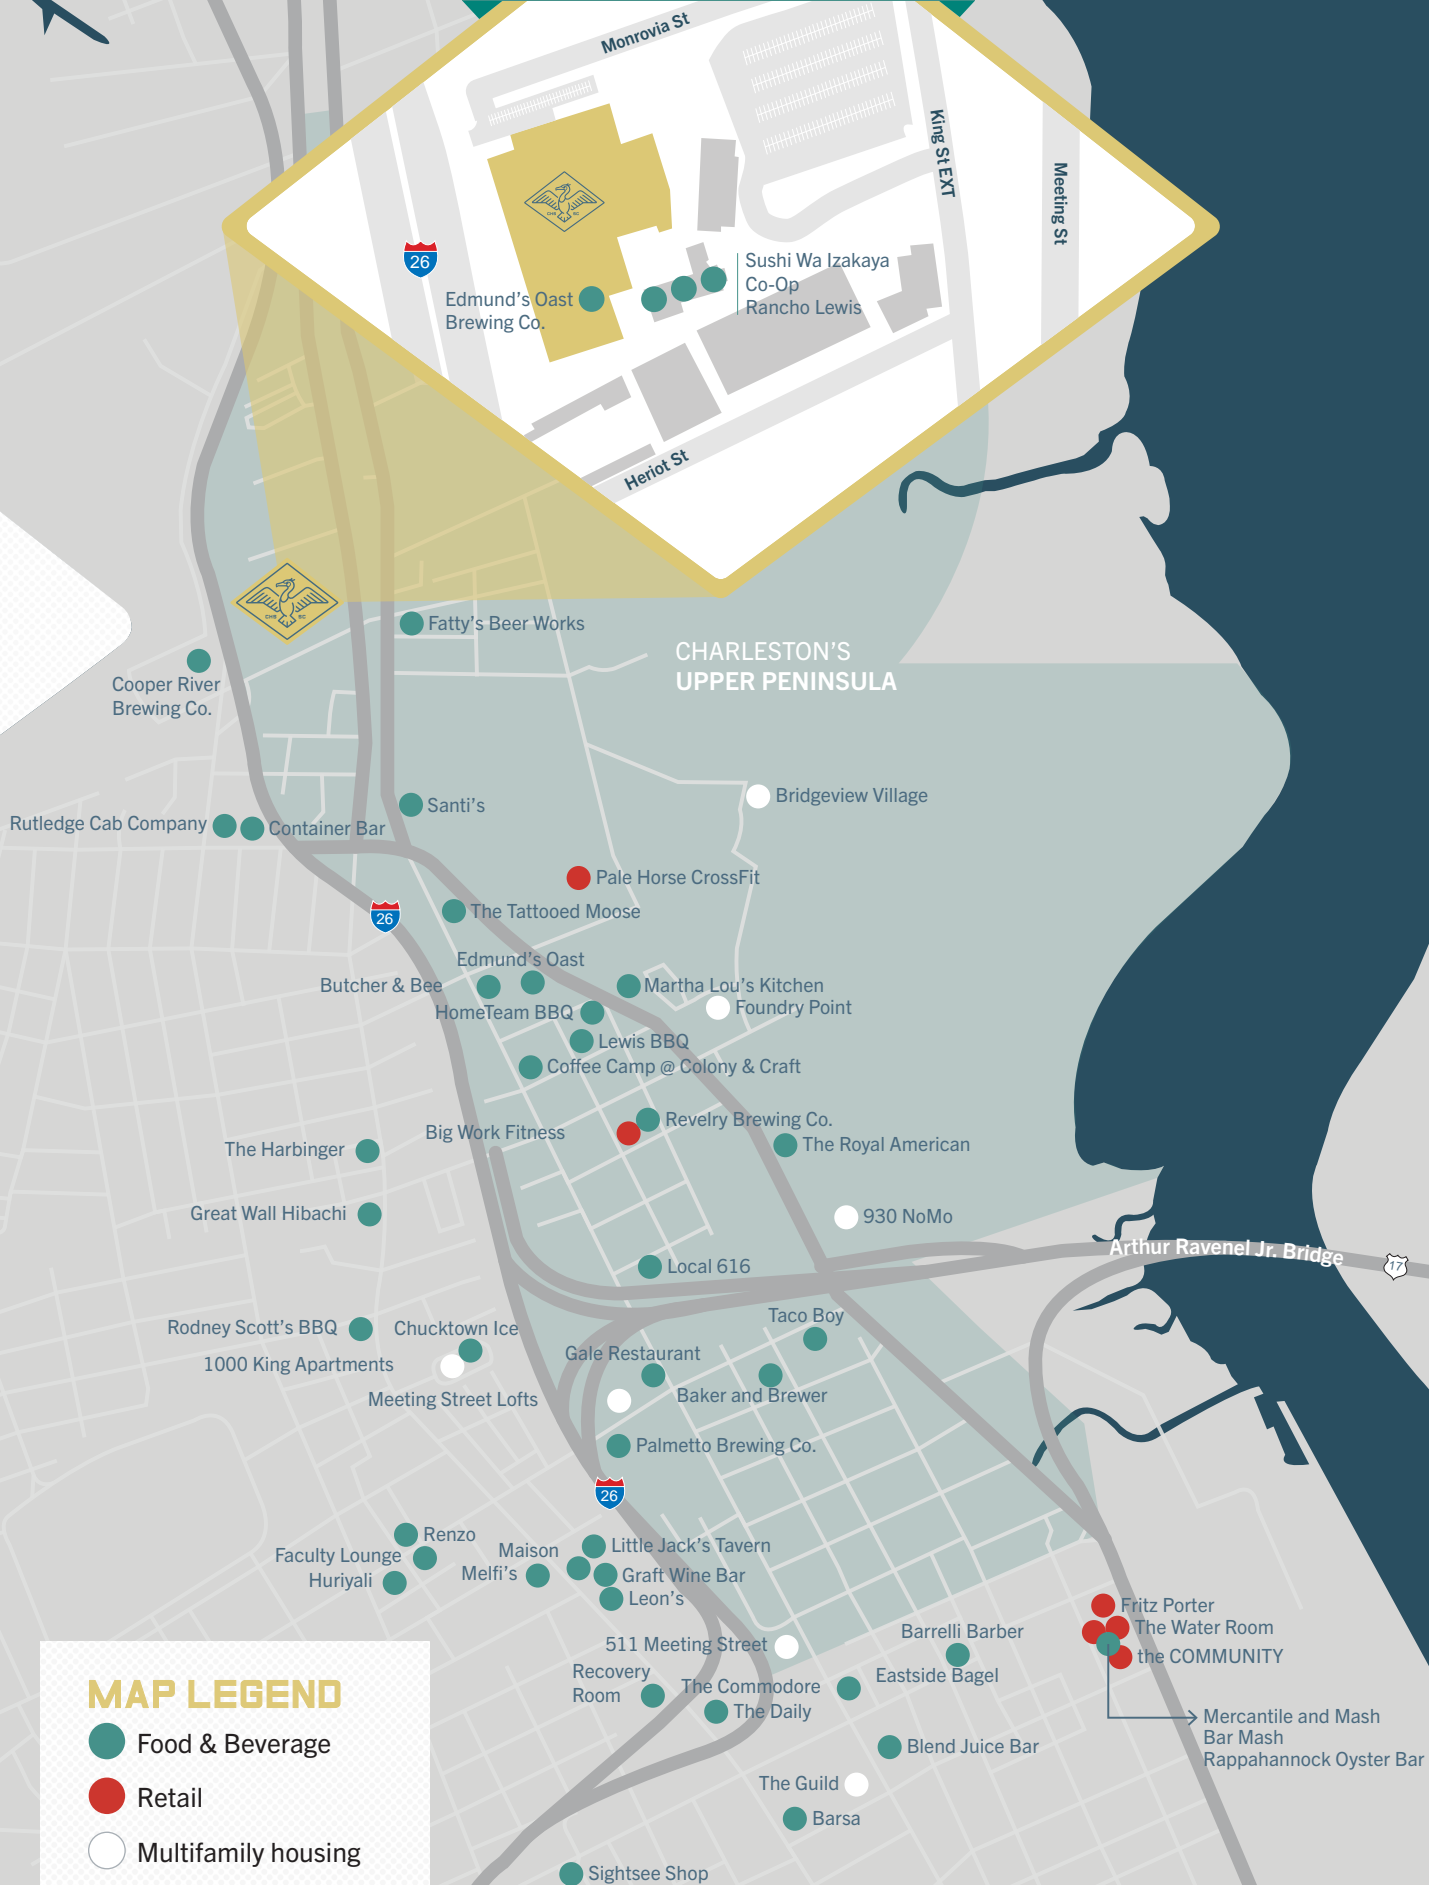 Monrovia St
King St EXT
Meeting St
26
Edmund's Oast
Brewing Co.
Sushi Wa Izakaya
Co-Op
Rancho Lewis
Heriot St
CHS RC
Fatty's Beer Works
CHARLESTON'S
UPPER PENINSULA
Cooper River
Brewing Co.
Santi's
Bridgeview Village
Rutledge Cab Company
Container Bar
Pale Horse CrossFit
26
The Tattooed Moose
Edmund's Oast
Butcher & Bee
Martha Lou's Kitchen
Foundry Point
HomeTeam BBQ
Lewis BBQ
Coffee Camp @ Colony & Craft
Revelry Brewing Co.
Big Work Fitness
The Royal American
The Harbinger
Great Wall Hibachi
930 NoMo
Arthur Ravenel Jr. Bridge
17
Local 616
Taco Boy
Rodney Scott's BBQ
Chucktown Ice
1000 King Apartments
Gale Restaurant
Baker and Brewer
Meeting Street Lofts
Palmetto Brewing Co.
26
Renzo
Faculty Lounge
Huriyali
Maison
Melfi's
Little Jack's Tavern
Graft Wine Bar
Leon's
Fritz Porter
The Water Room
the COMMUNITY
511 Meeting Street
Barrelli Barber
Eastside Bagel
Recovery
Room
The Commodore
The Daily
Mercantile and Mash
Bar Mash
Rappahannock Oyster Bar
Blend Juice Bar
The Guild
Barsa
Sightsee Shop
MAP LEGEND
Food & Beverage
Retail
Multifamily housing